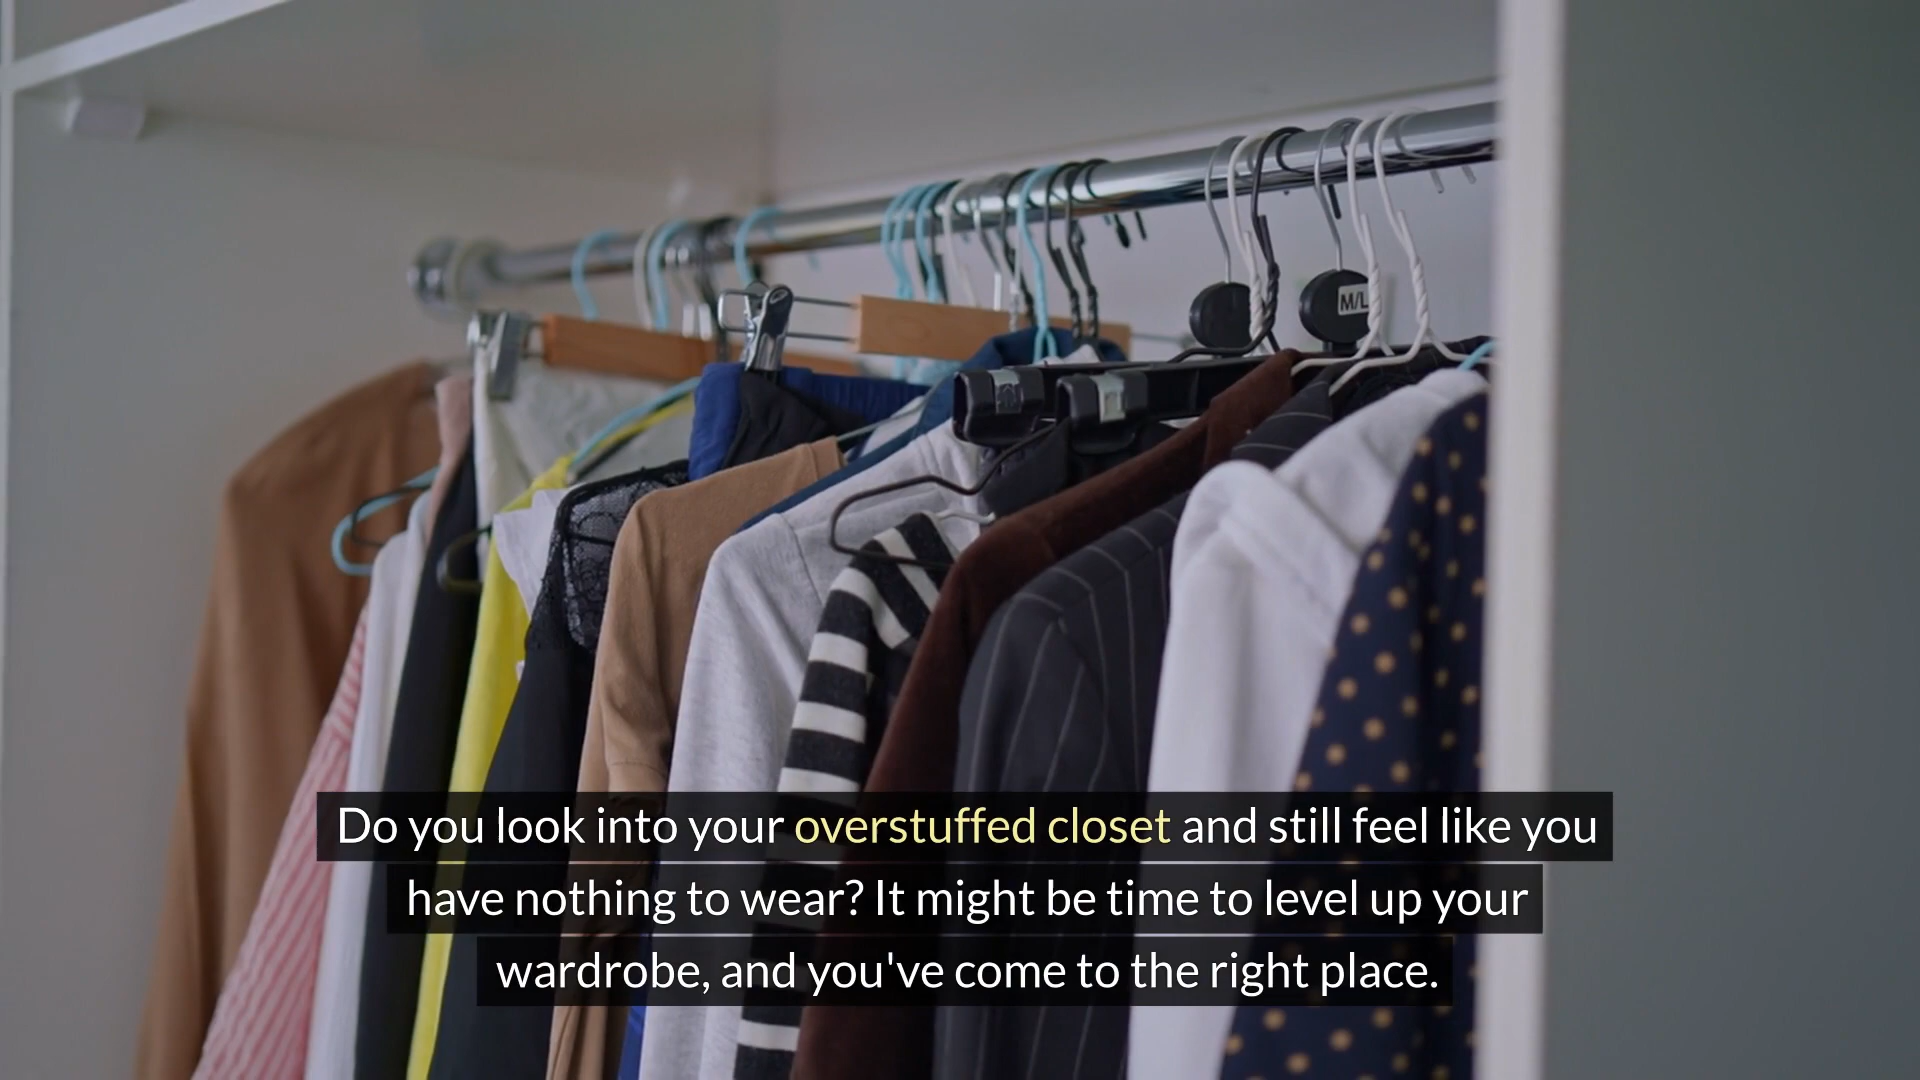 M/L
Do you look into your overstuffed closet and still feel like you
have nothing to wear? It might be time to level up your
wardrobe, and you've come to the right place.